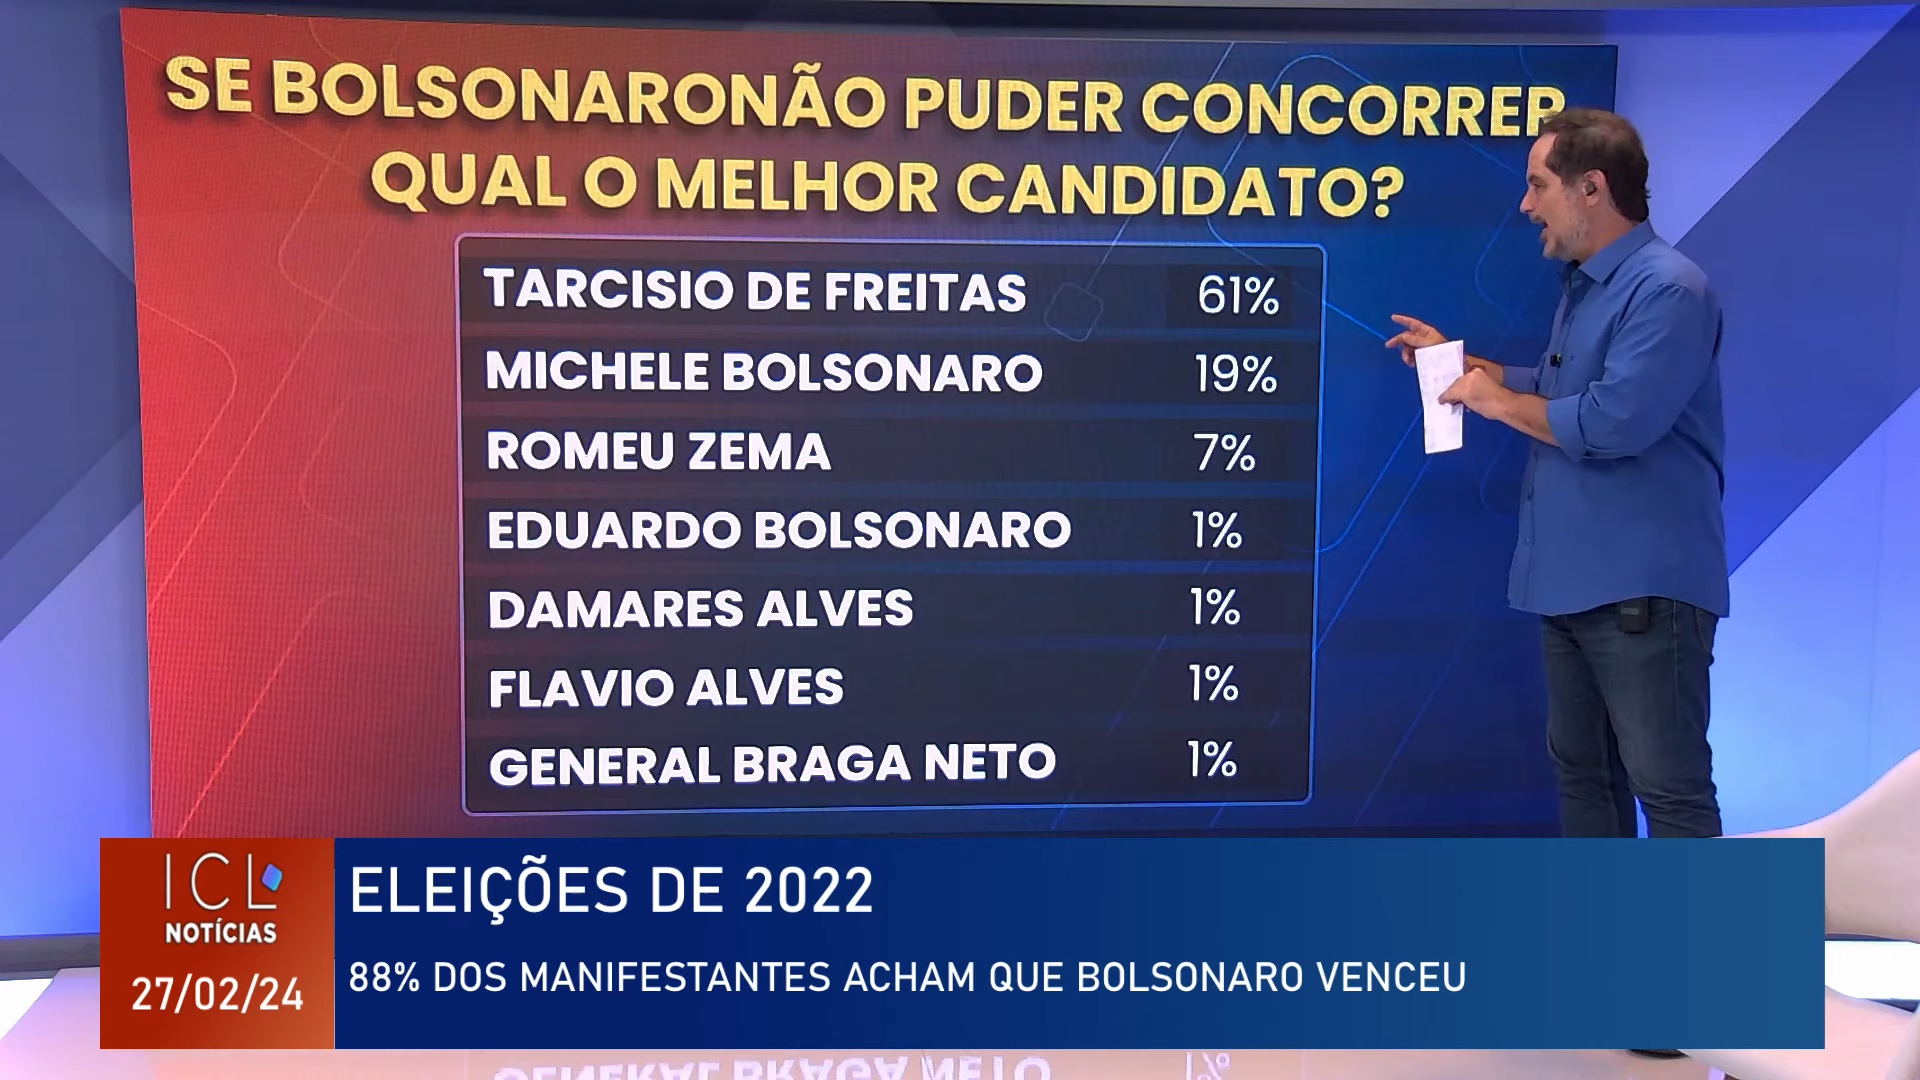 SE BOLSONARONÃO PUDER CONCORRER
QUAL O MELHOR CANDIDATO?
TARCISIO DE FREITAS 61%
MICHELE BOLSONARO 19%
ROMEU ZEMA 7%
EDUARDO BOLSONARO 1%
DAMARES ALVES 1%
FLAVIO ALVES 1%
GENERAL BRAGA NETO 1%
ICL
NOTÍCIAS
27/02/24
ELEIÇÕES DE 2022
88% DOS MANIFESTANTES ACHAM QUE BOLSONARO VENCEU